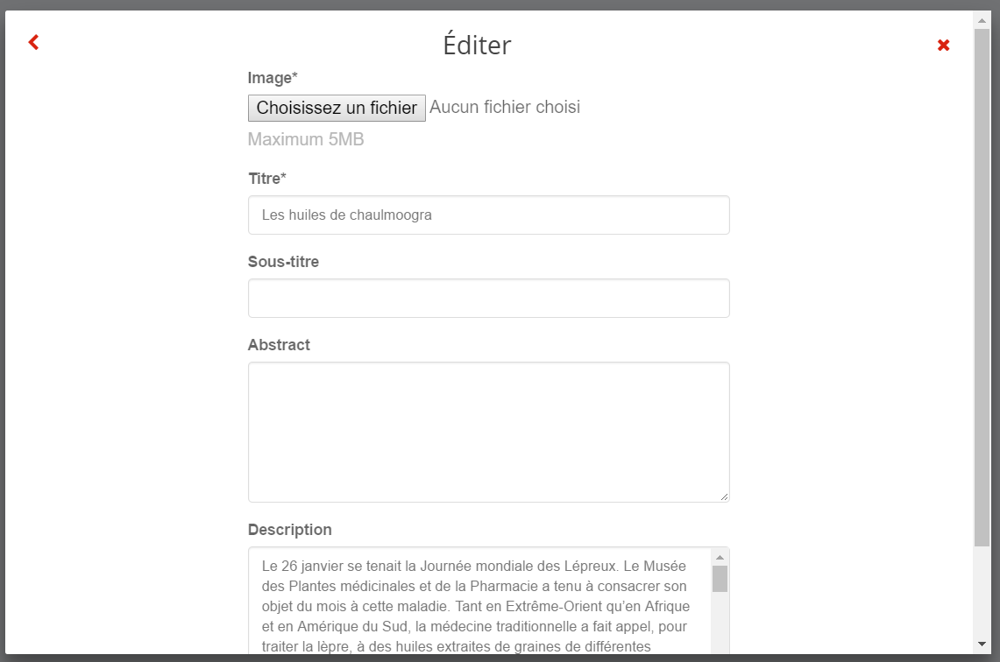 Éditer
Image*
Choisissez un fichier Aucun fichier choisi
Maximum 5MB
Titre*
Les huiles de chaulmoogra
Sous-titre
Abstract
Description
Le 26 janvier se tenait la Journée mondiale des Lépreux. Le Musée
des Plantes médicinales et de la Pharmacie a tenu à consacrer son
objet du mois à cette maladie. Tant en Extrême-Orient qu’en Afrique
et en Amérique du Sud, la médecine traditionnelle a fait appel, pour
traiter la lèpre, à des huiles extraites de graines de différentes